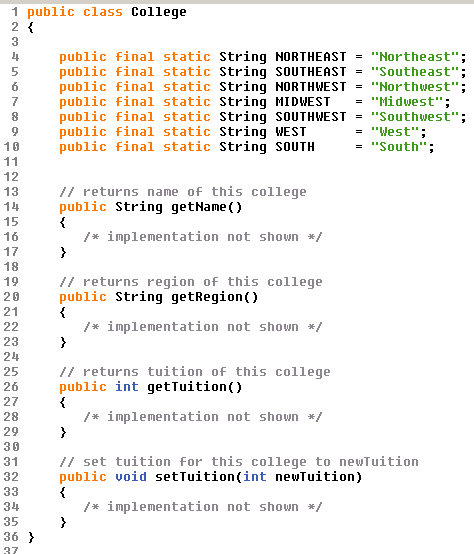 1 public class College
2 {
3
4 public final static String NORTHEAST = "Northeast";
5 public final static String SOUTHEAST = "Southeast";
6 public final static String NORTHWEST = "Northwest";
7 public final static String MIDWEST = "Midwest";
8 public final static String SOUTHWEST = "Southwest";
9 public final static String WEST = "West";
10 public final static String SOUTH = "South";
11
12
13 // returns name of this college
14 public String getName()
15 {
16 /* implementation not shown */
17 }
18
19 // returns region of this college
20 public String getRegion()
21 {
22 /* implementation not shown */
23 }
24
25 // returns tuition of this college
26 public int getTuition()
27 {
28 /* implementation not shown */
29 }
30
31 // set tuition for this college to newTuition
32 public void setTuition(int newTuition)
33 {
34 /* implementation not shown */
35 }
36 }
37